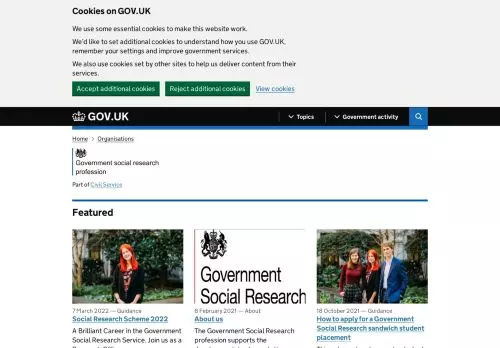 Cookies on GOV.UK
We use some essential cookies to make this website work.
We'd like to set additional cookies to understand how you use GOV.UK,
remember your settings and improve government services.
We also use cookies set by other sites to help us deliver content from their
services.
Accept additional cookies
Reject additional cookies
View cookies
GOV.UK
Topics
Government activity
Home > Organisations
Government social research
profession
Part of Civil Service
Featured
7 March 2022 — Guidance
Social Research Scheme 2022
A Brilliant Career in the Government
Social Research Service. Join us as a
Government
Social Research
8 February 2021 — About
About us
The Government Social Research
profession supports the
18 October 2021 — Guidance
How to apply for a Government
Social Research sandwich student
placement